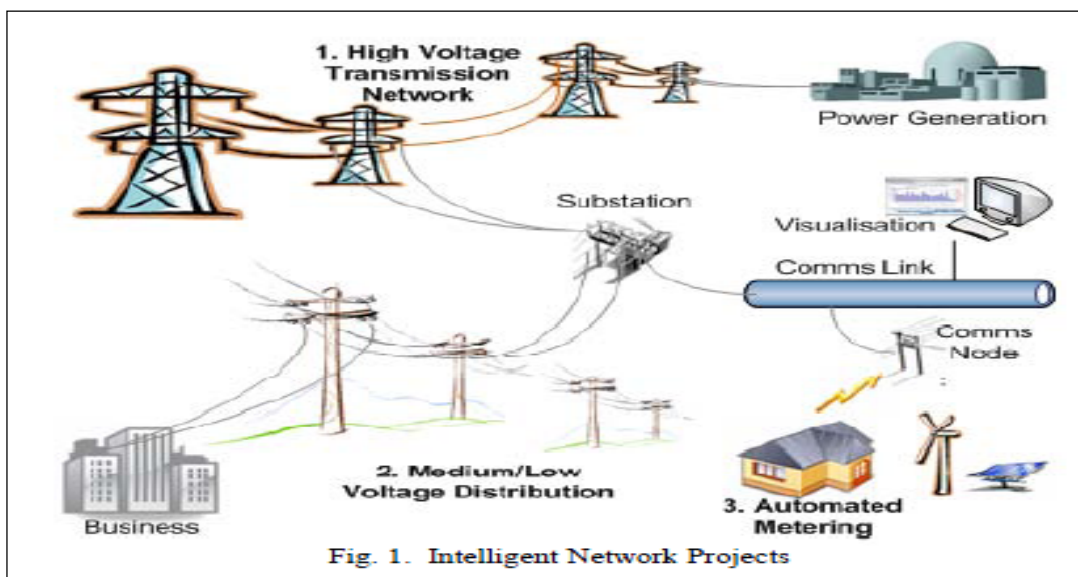 1. High Voltage
Transmission
Network
Power Generation
Substation
Visualisation
Comms Link
Comms
Node
2. Medium/Low
Voltage Distribution
3. Automated
Metering
Business
Fig. 1. Intelligent Network Projects